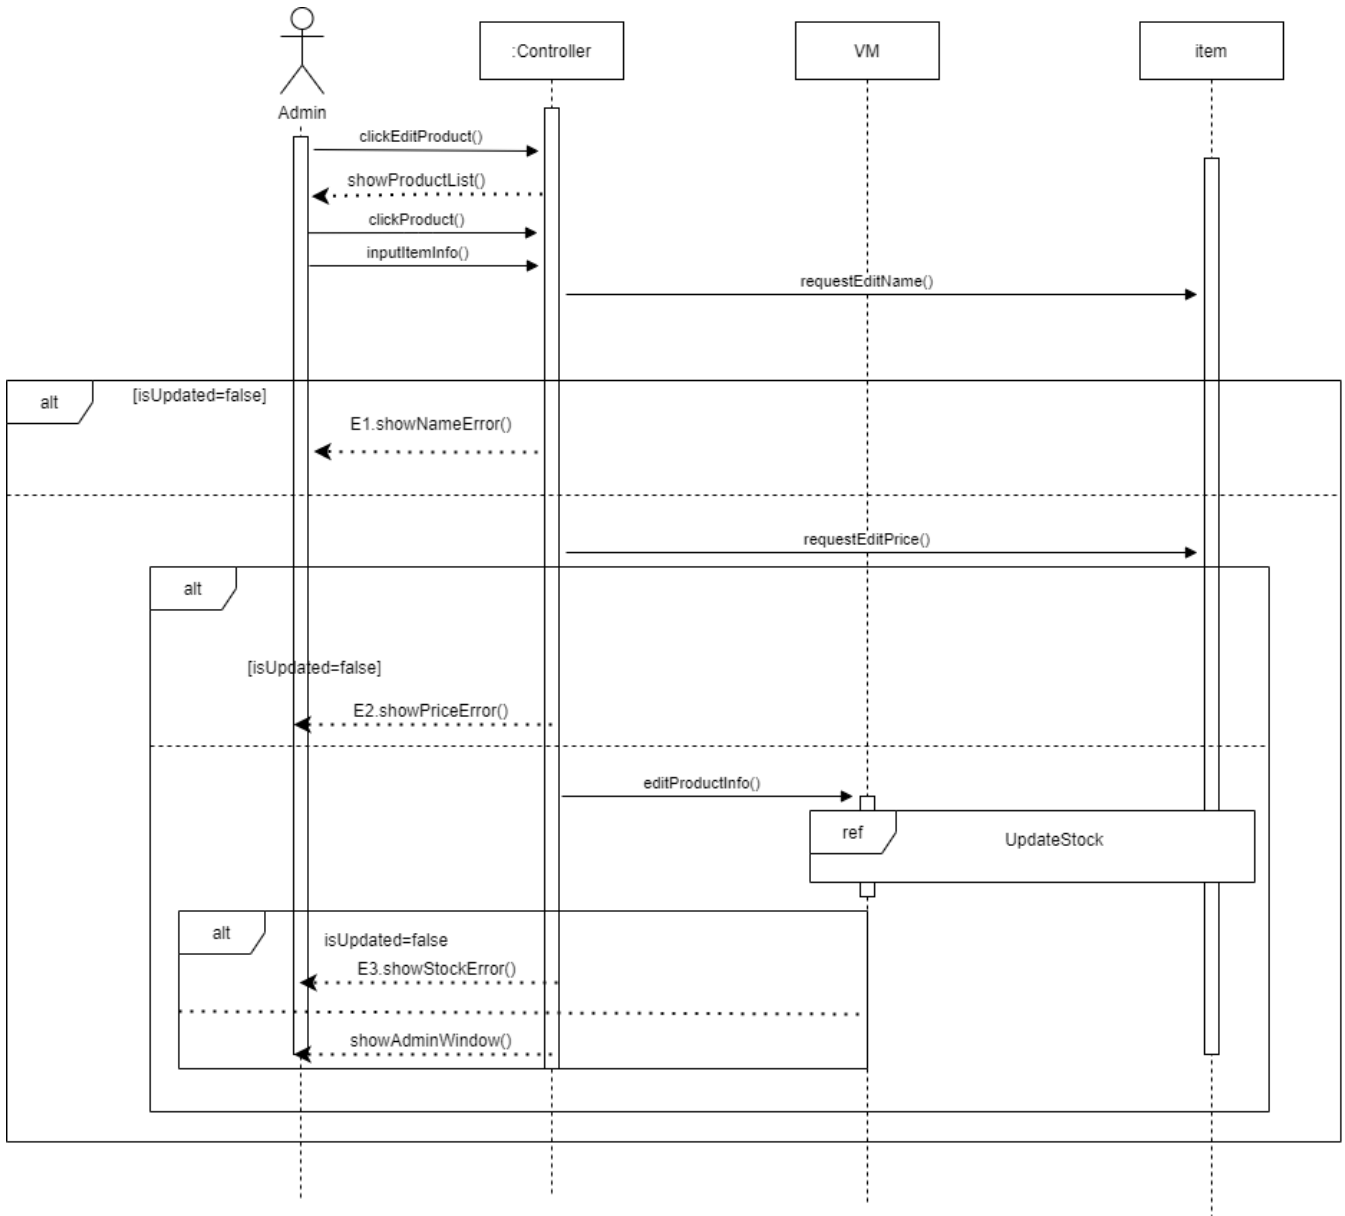 :Controller
VM
item
Admin
clickEditProduct()
showProductList()
clickProduct()
inputItemInfo()
requestEditName()
alt
[isUpdated=false]
E1.showNameError()
requestEditPrice()
alt
[isUpdated=false]
E2.showPriceError()
editProductInfo()
ref
UpdateStock
alt
isUpdated=false
E3.showStockError()
showAdminWindow()